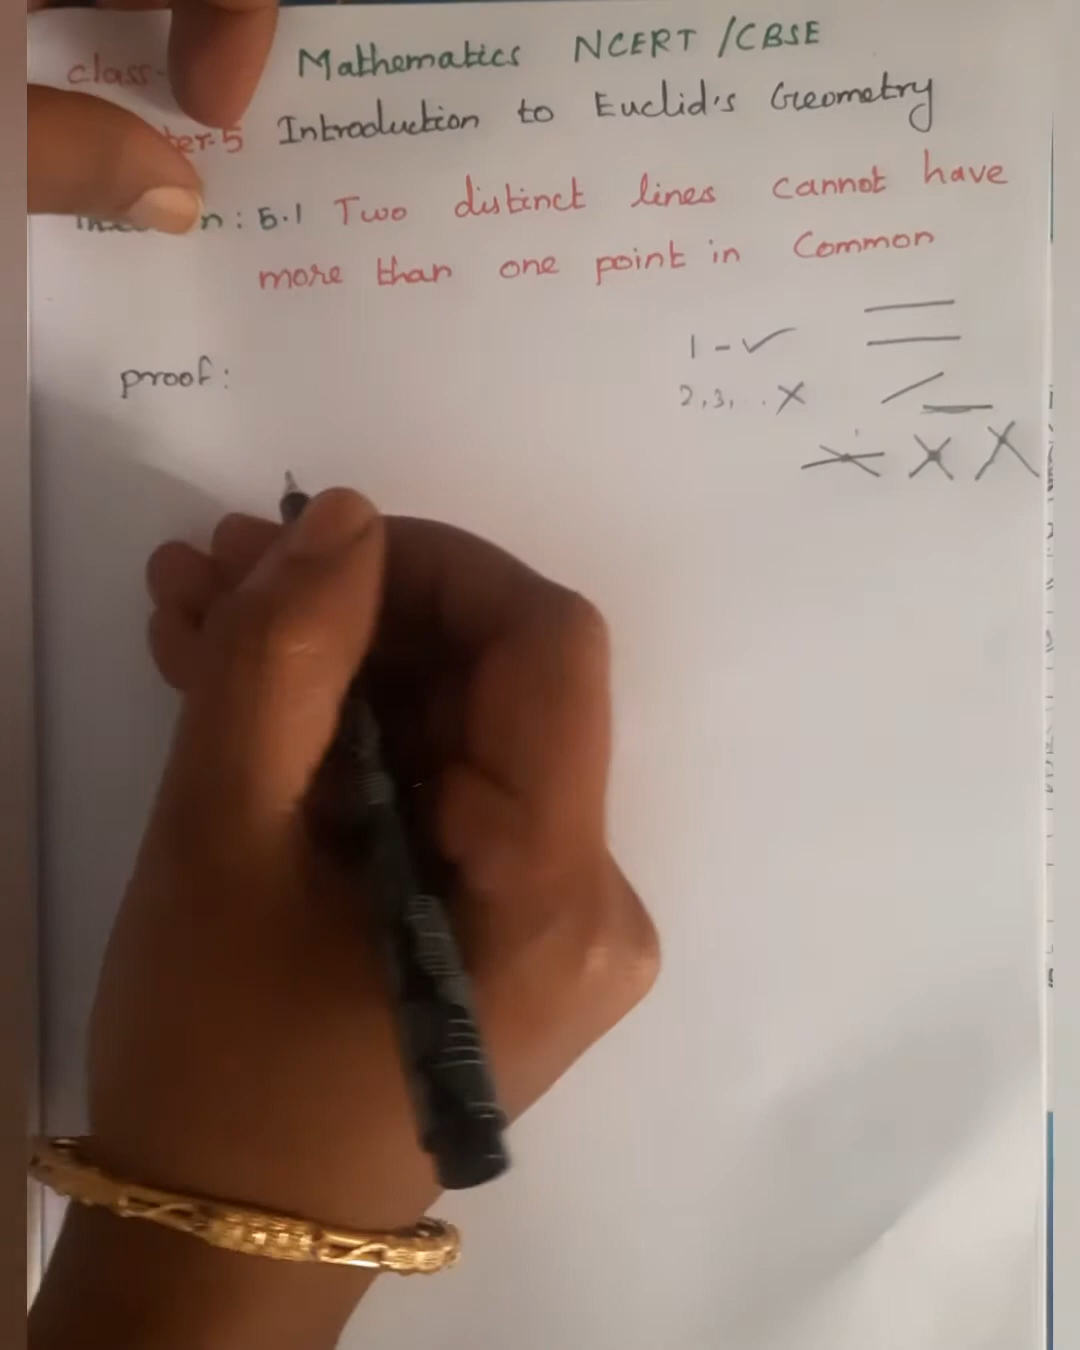 class- Mathematics NCERT /CBSE
ter-5 Introduction to Euclid's Geometry
n: 5.1 Two distinct lines cannot have
more than one point in Common
1 - ✓
proof:
2,3, .. X